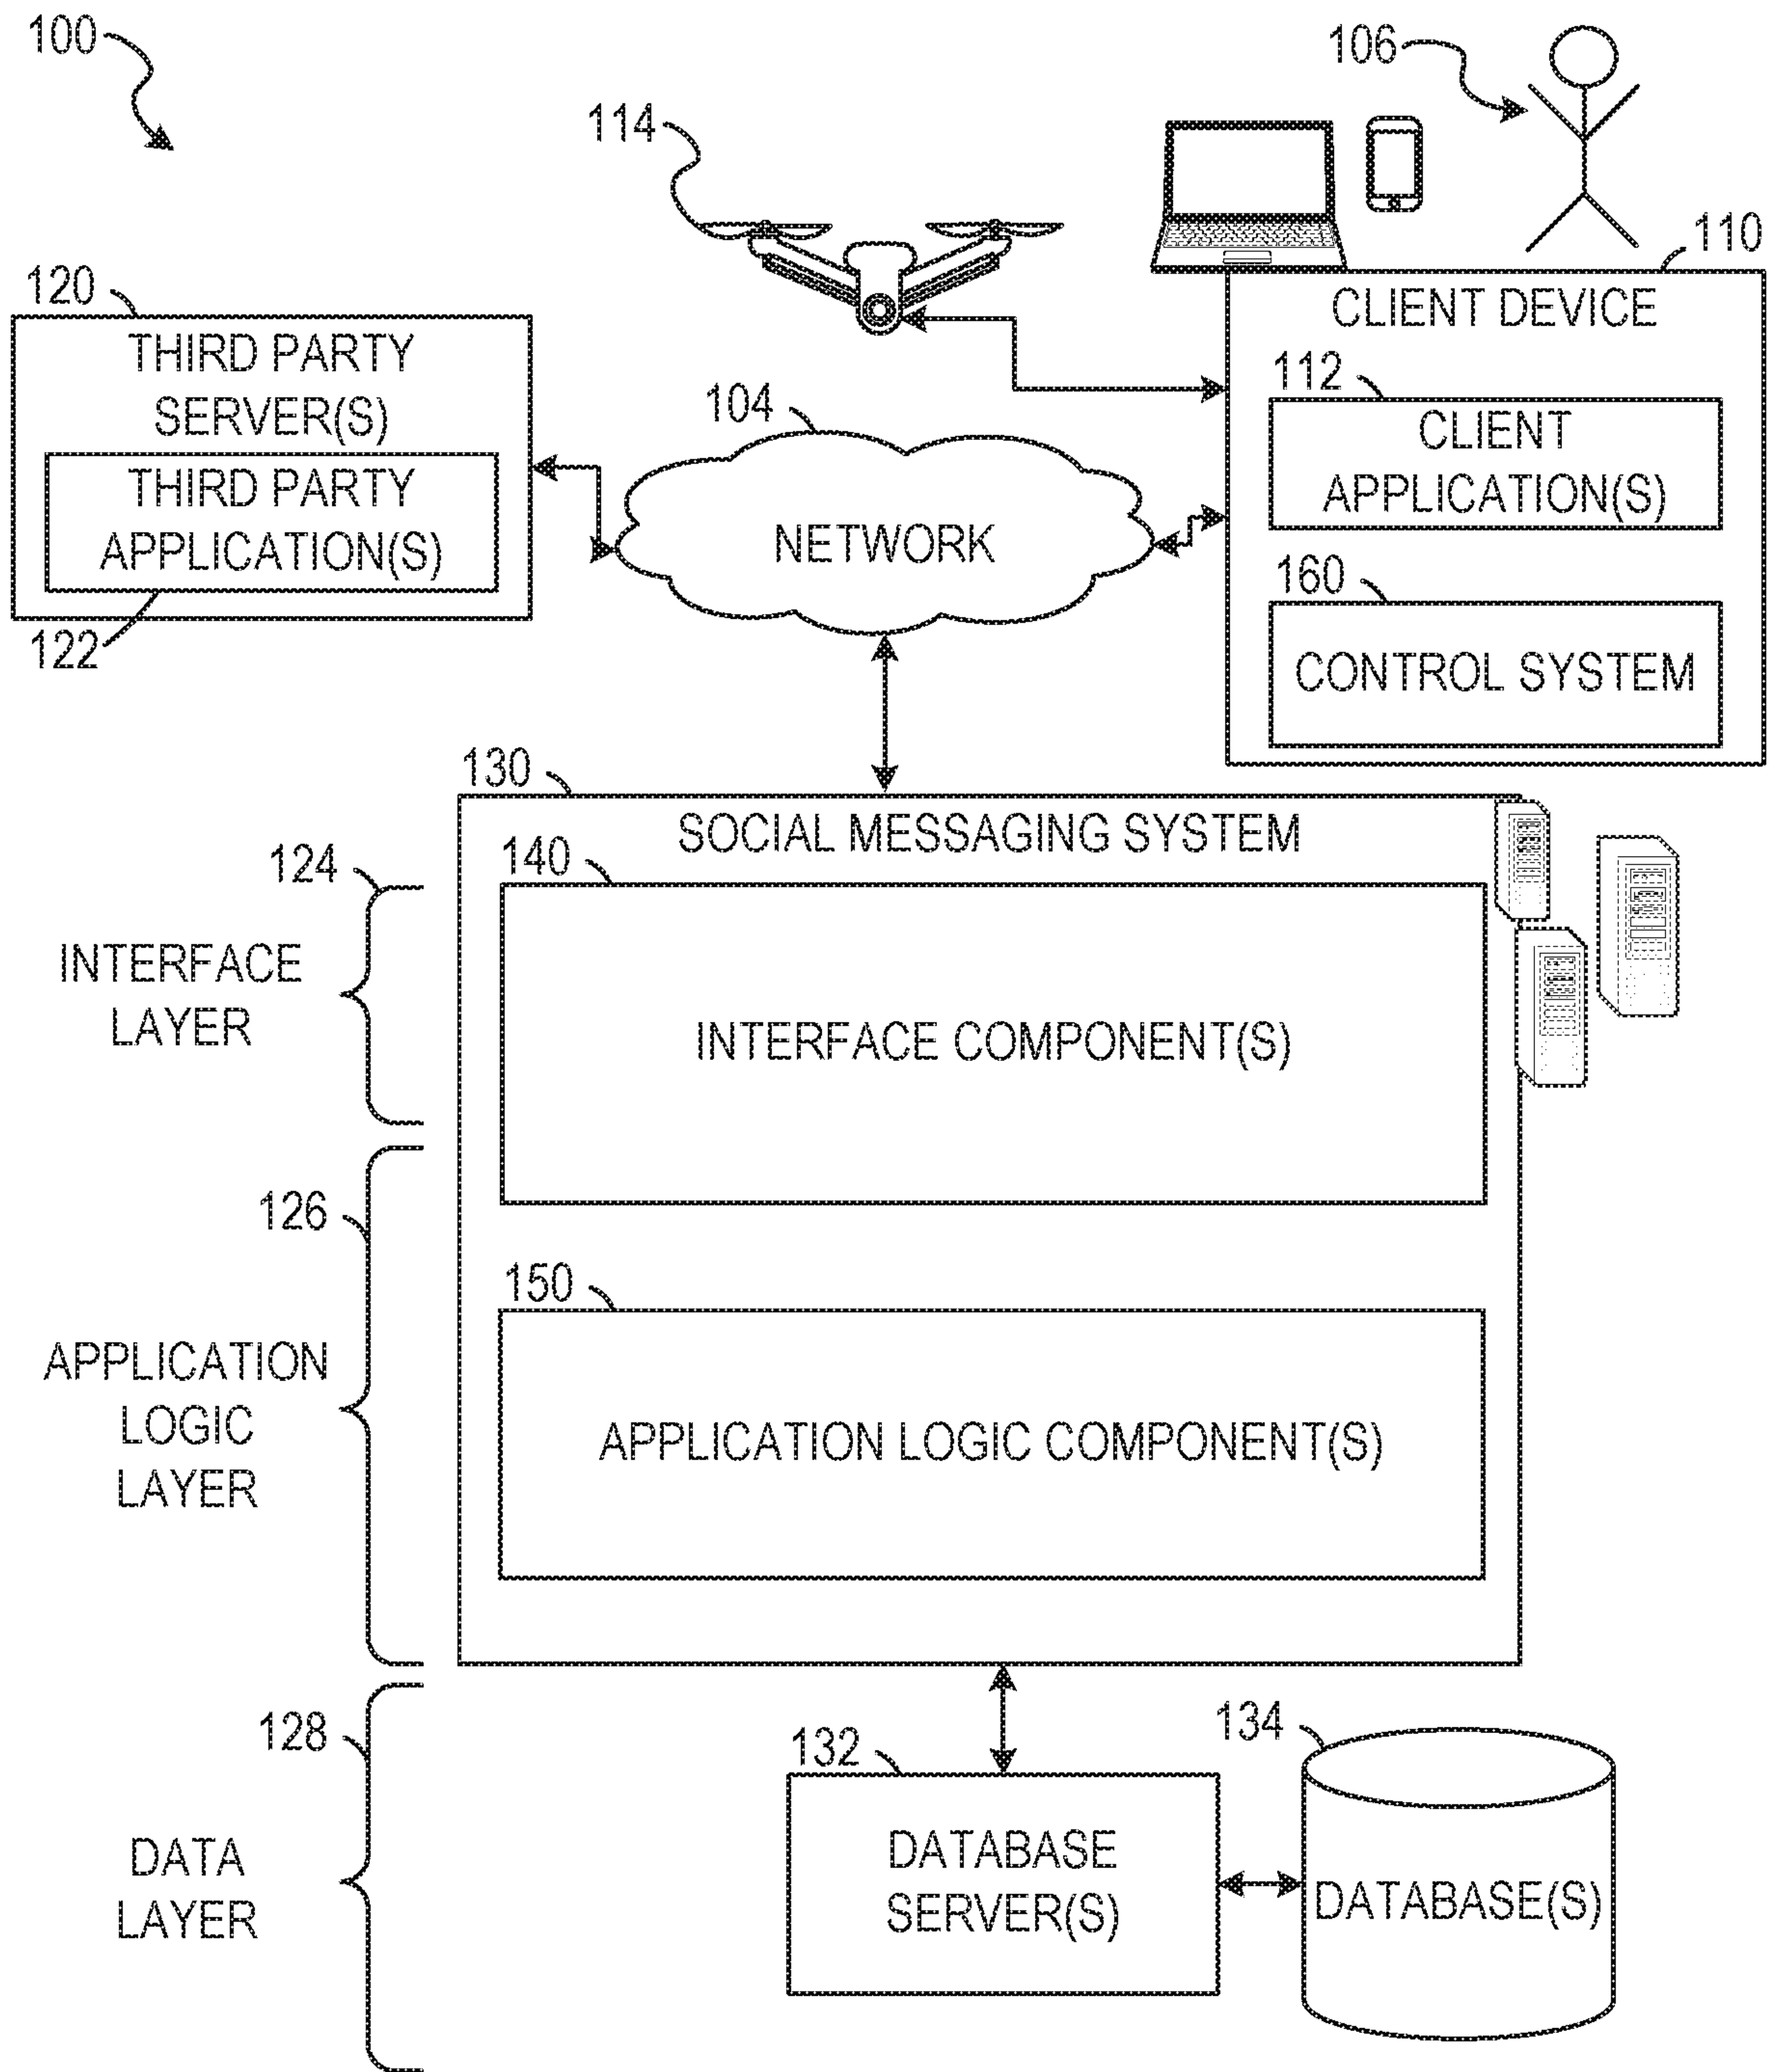 100
106
114
110
120
CLIENT DEVICE
THIRD PARTY
SERVER(S)
112
104
CLIENT
APPLICATION(S)
THIRD PARTY
APPLICATION(S)
NETWORK
160
122
CONTROL SYSTEM
130
SOCIAL MESSAGING SYSTEM
124
140
INTERFACE
LAYER
INTERFACE COMPONENT(S)
126
150
APPLICATION
LOGIC
LAYER
APPLICATION LOGIC COMPONENT(S)
128
132
134
DATA
LAYER
DATABASE
SERVER(S)
DATABASE(S)